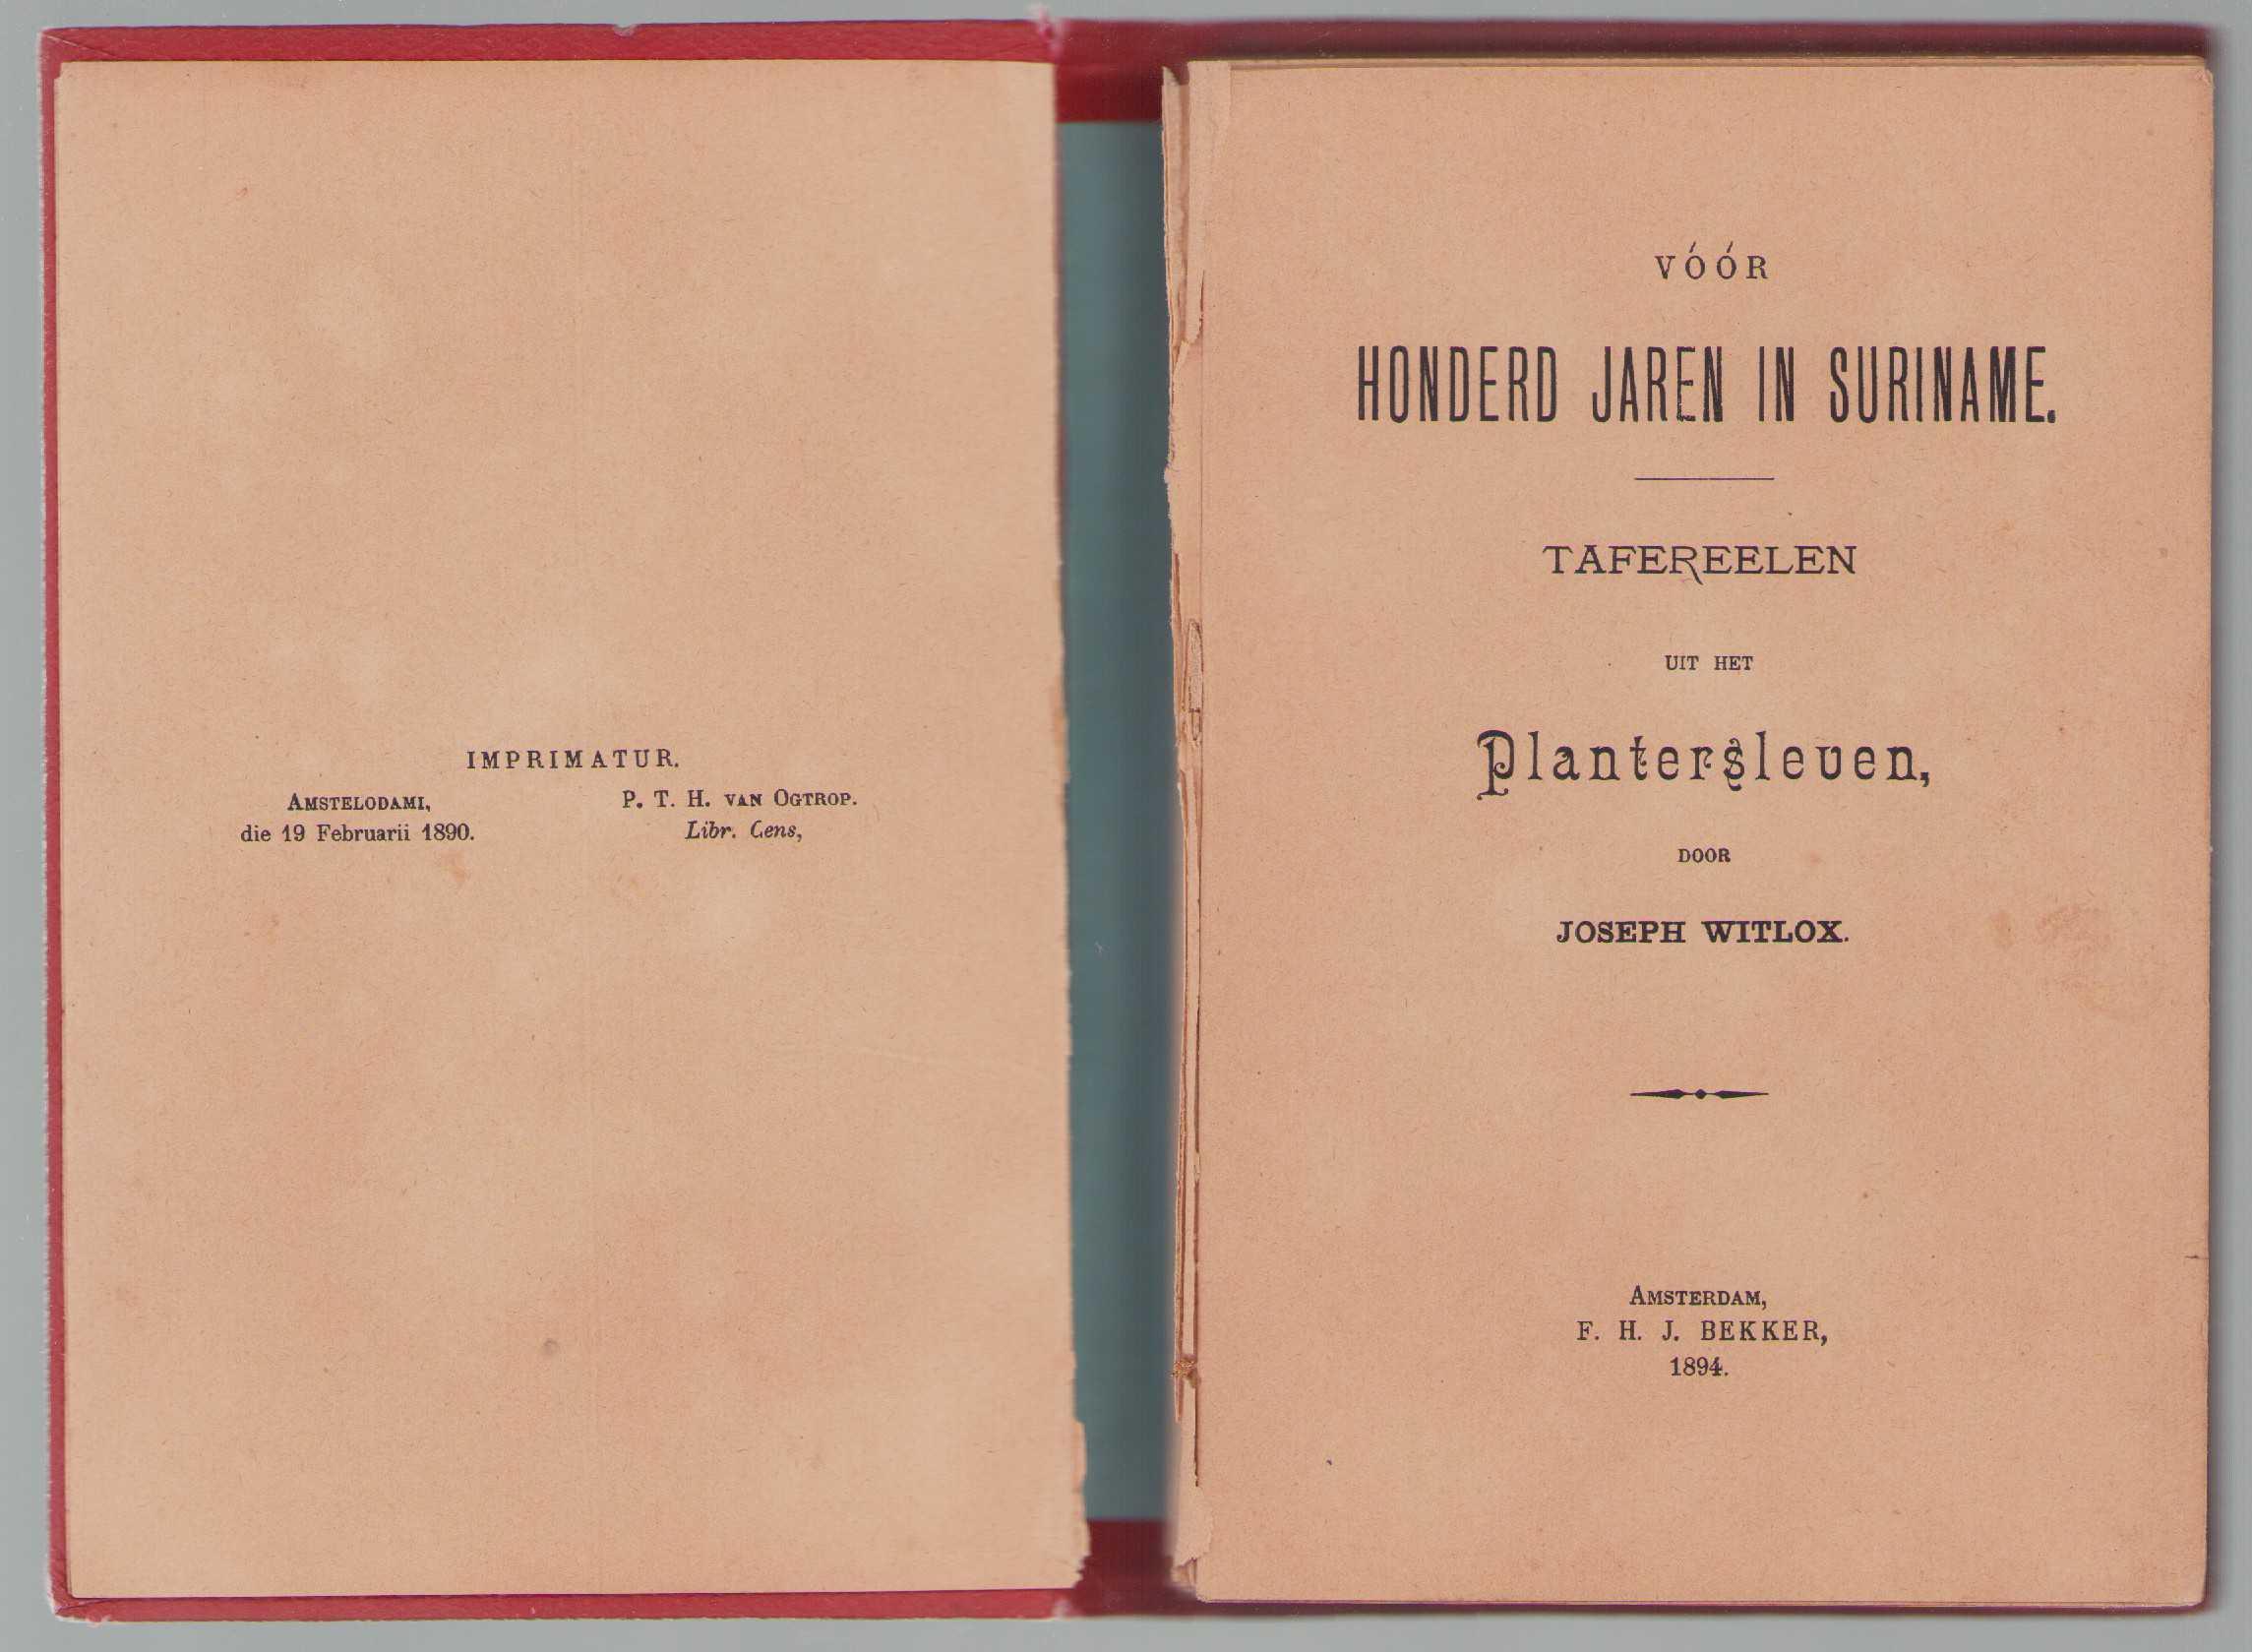 IMPRIMATUR.
AMSTELODAMI,
die 19 Februarii 1890.
P. T. H. VAN OGTROP.
Libr. Cens,
VÓÓR
HONDERD JAREN IN SURINAME.
TAFEREELEN
UIT HET
Plantersleven,
DOOR
JOSEPH WITLOX.
AMSTERDAM,
F. H. J. BEKKER,
1894.